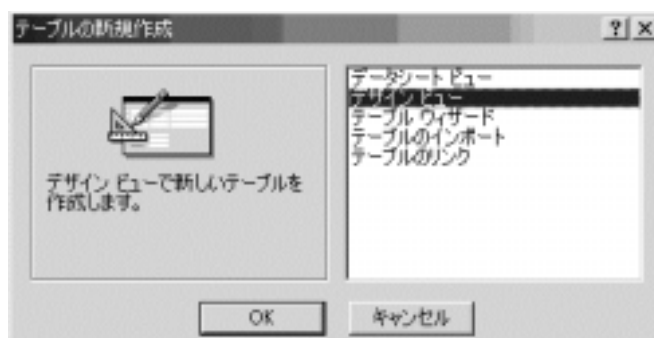 テーブルの新規作成
? ×
デザイン ビューで新しいテーブルを
作成します。
データシート ビュー
デザイン ビュー
テーブル ウィザード
テーブルのインポート
テーブルのリンク
OK
キャンセル